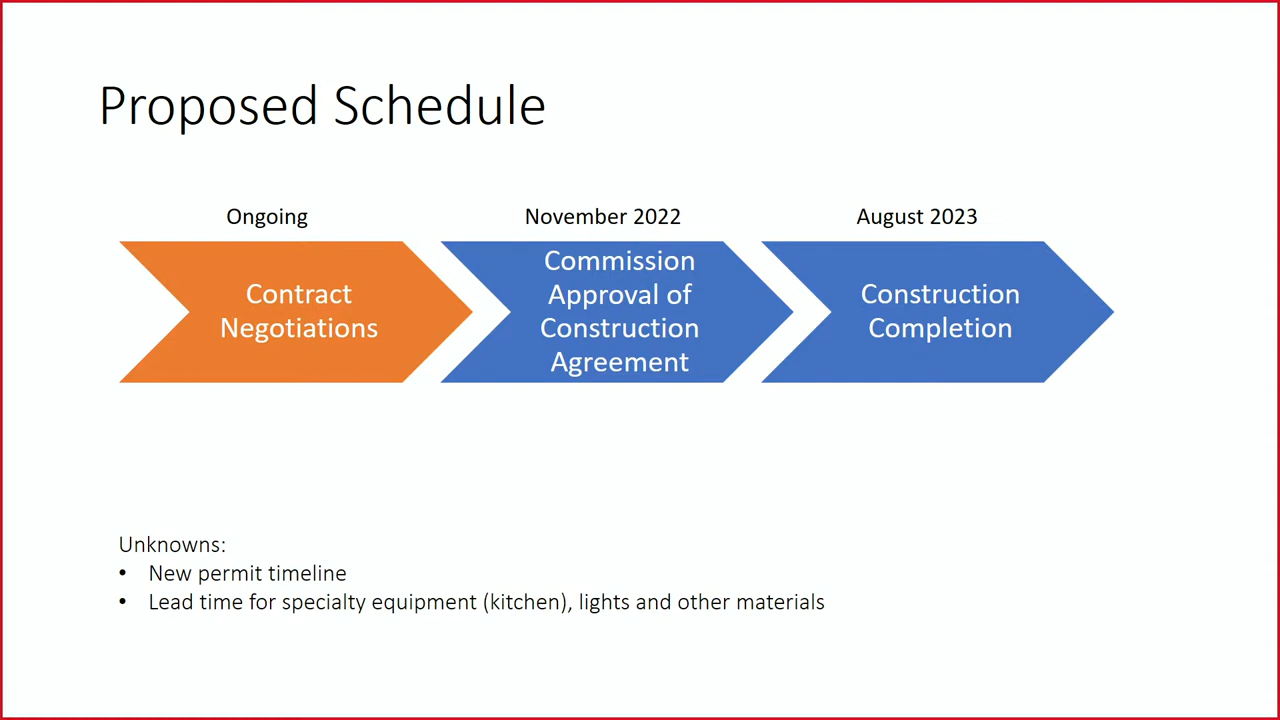 Proposed Schedule
Ongoing
Contract
Negotiations
November 2022
Commission
Approval of
Construction
Agreement
August 2023
Construction
Completion
Unknowns:
• New permit timeline
• Lead time for specialty equipment (kitchen), lights and other materials